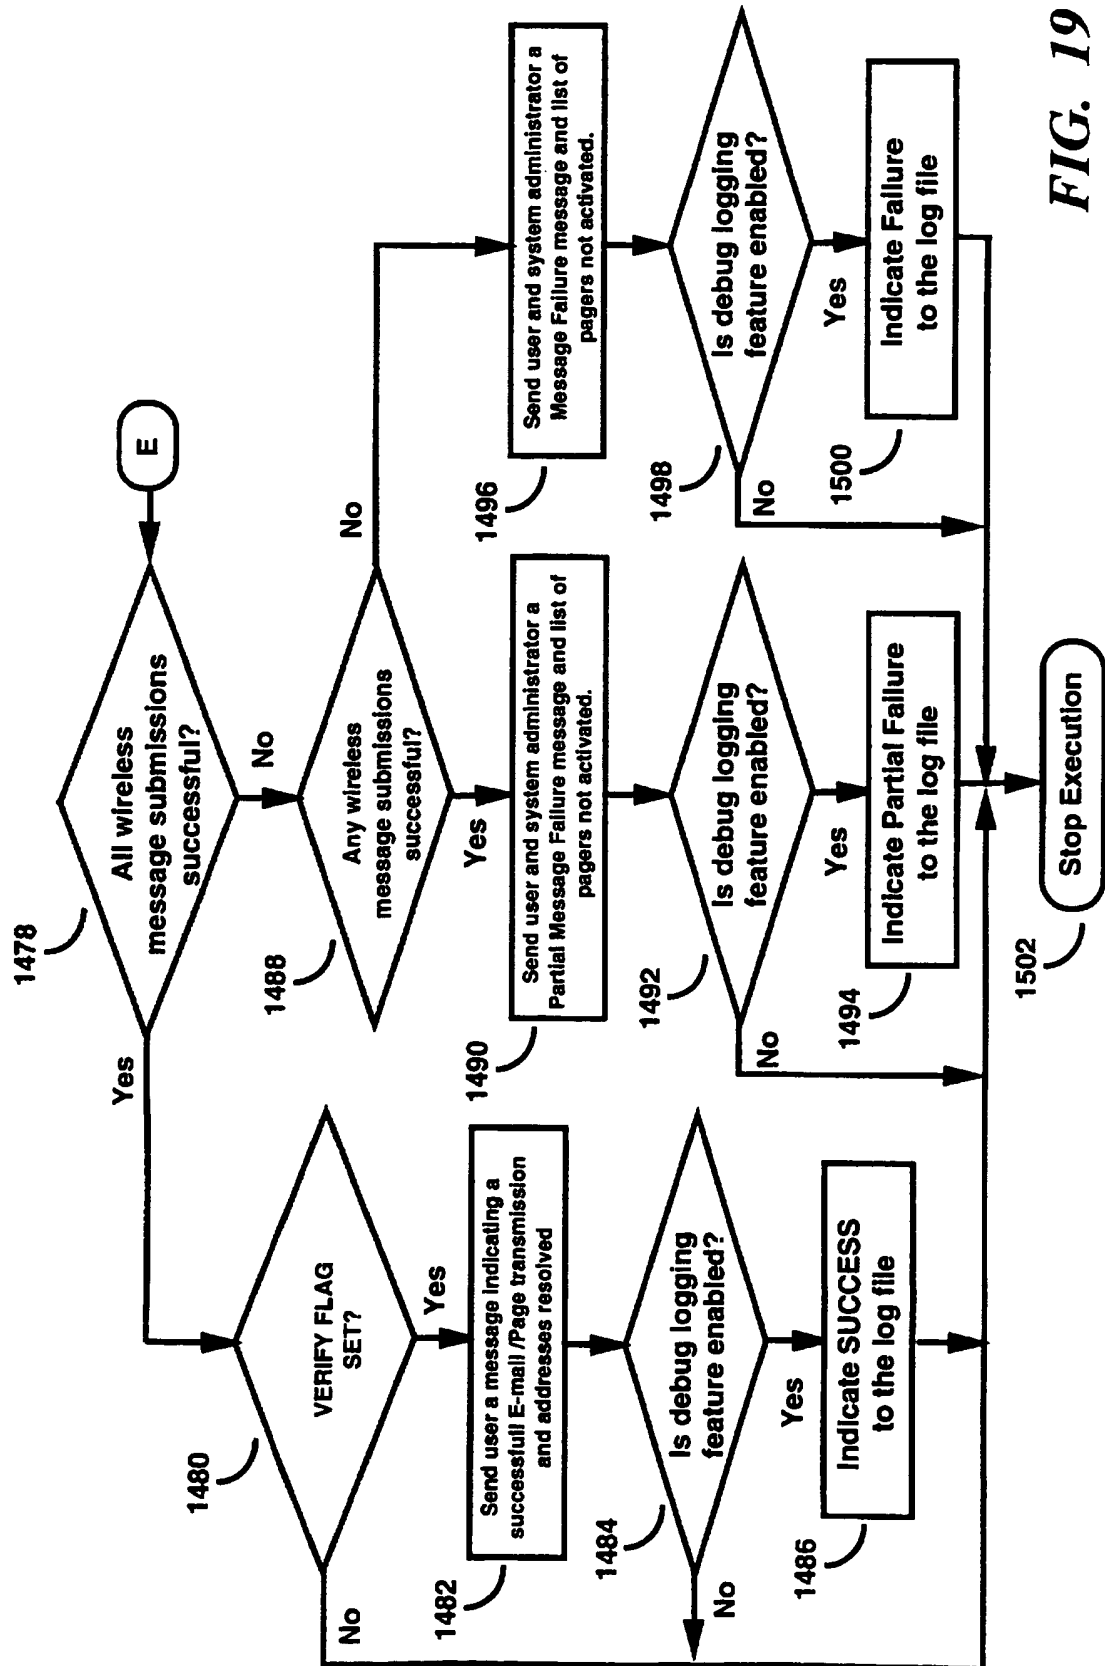 E
1478
All wireless
message submissions
successful?
Yes
No
1480
VERIFY FLAG
SET?
Yes
No
1482
Send user a message indicating a
successfull E-mail /Page transmission
and addresses resolved
1484
Is debug logging
feature enabled?
Yes
No
1486
Indicate SUCCESS
to the log file
1488
Any wireless
message submissions
successful?
Yes
No
1490
Send user and system administrator a
Partial Message Failure message and list of
pagers not activated.
1492
Is debug logging
feature enabled?
Yes
No
1494
Indicate Partial Failure
to the log file
1496
Send user and system administrator a
Message Failure message and list of
pagers not activated.
1498
Is debug logging
feature enabled?
Yes
No
1500
Indicate Failure
to the log file
1502
Stop Execution
FIG. 19